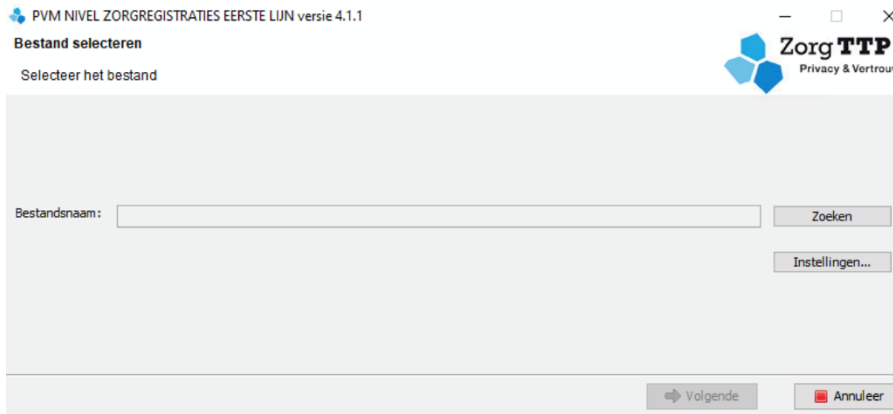 PVM NIVEL ZORGREGISTRATIES EERSTE LIJN versie 4.1.1
Bestand selecteren
Selecteer het bestand
Zorg TTP
Privacy & Vertrou
Bestandsnaam:
Zoeken
Instellingen...
Volgende
Annuleer